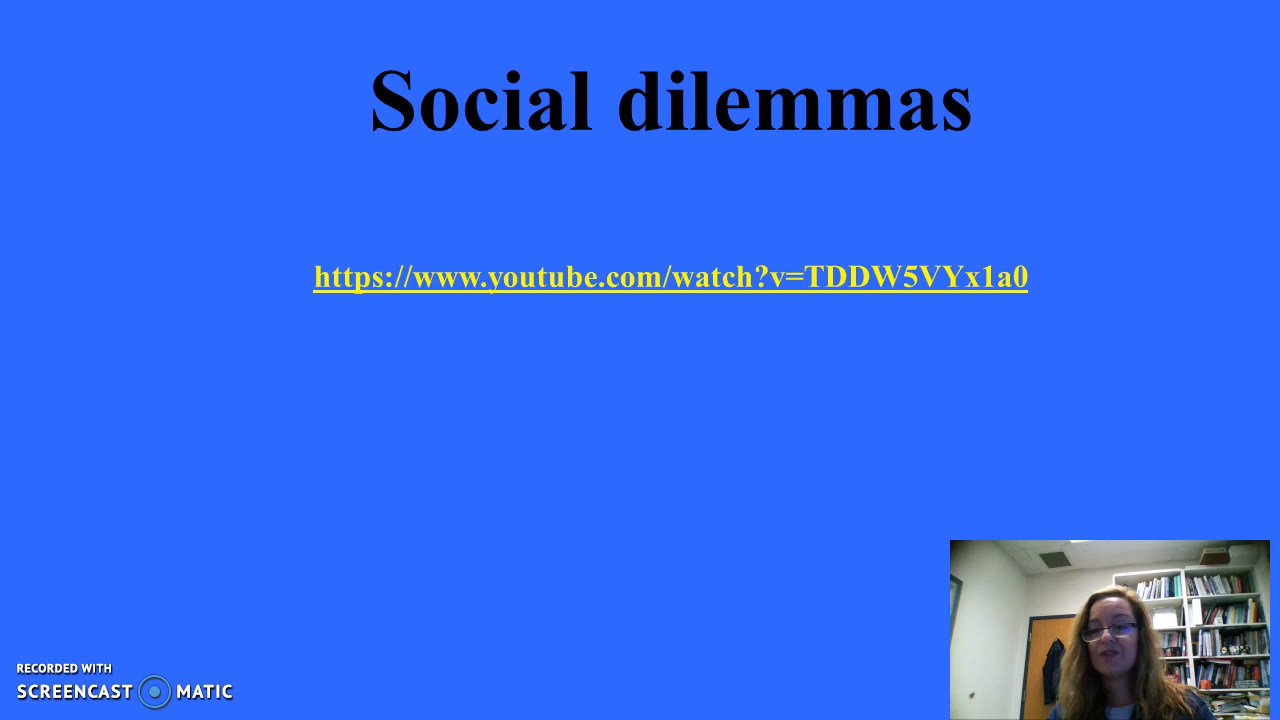 Social dilemmas
https://www.youtube.com/watch?v=TDDW5VYx1a0
RECORDED WITH
SCREENCAST MATIC